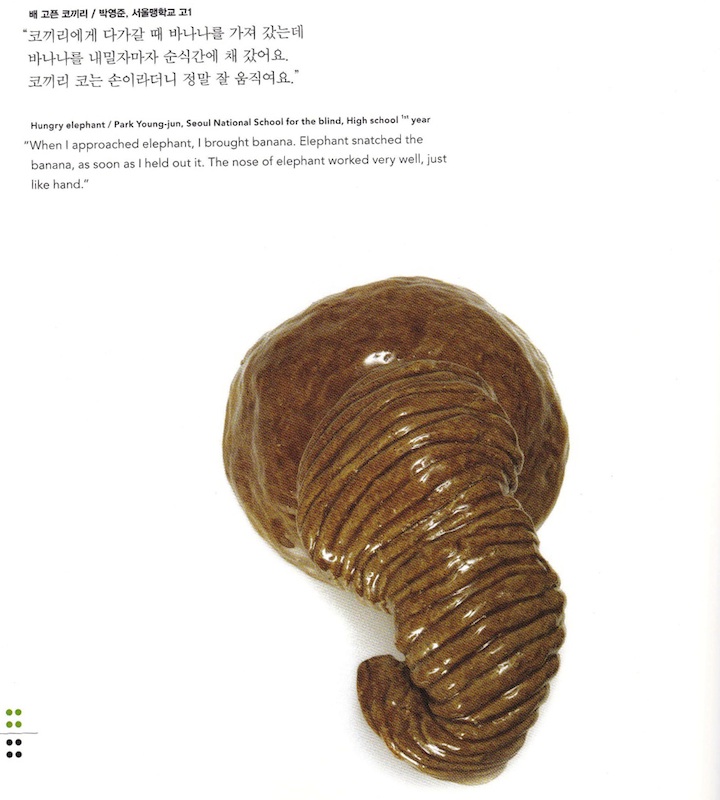 배 고픈 코끼리 / 박영준, 서울맹학교 고1
“코끼리에게 다가갈 때 바나나를 가져 갔는데
바나나를 내밀자마자 순식간에 채 갔어요.
코끼리 코는 손이라더니 정말 잘 움직여요.”
Hungry elephant / Park Young-jun, Seoul National School for the blind, High school 1st year
“When I approached elephant, I brought banana. Elephant snatched the
banana, as soon as I held out it. The nose of elephant worked very well, just
like hand.”